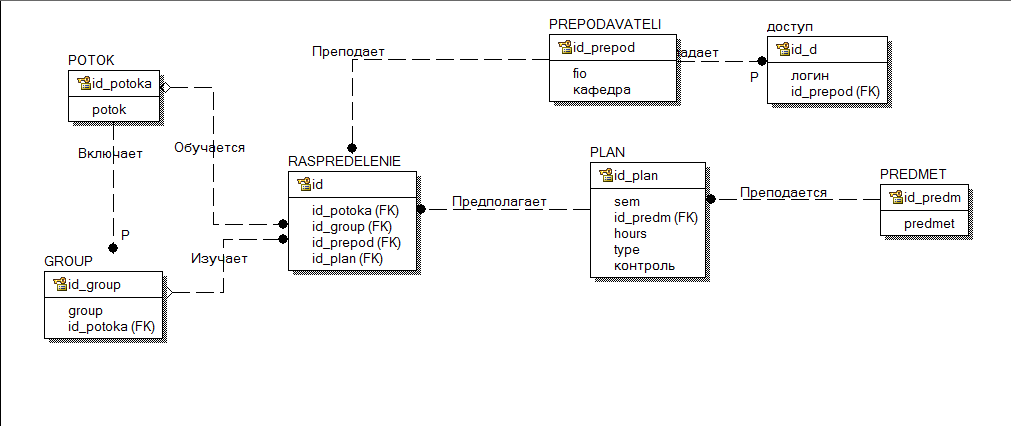 PREPODAVATELI
id_prepod
fio
кафедра
доступ
id_d
логин
id_prepod (FK)
Преподает
P
POTOK
id_potoka
potok
Включает
Обучается
P
RASPREDELENIE
id
id_potoka (FK)
id_group (FK)
id_prepod (FK)
id_plan (FK)
Предполагает
PLAN
id_plan
sem
id_predm (FK)
hours
type
контроль
Преподается
PREDMET
id_predm
predmet
GROUP
id_group
group
id_potoka (FK)
Изучает